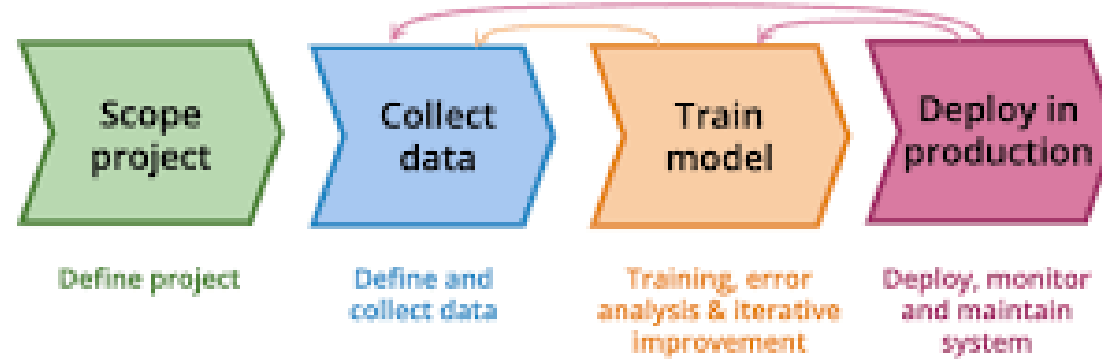 Scope
project
Collect
data
Train
model
Deploy in
production
Define project
Define and
collect data
Training, error
analysis & iterative
improvement
Deploy, monitor
and maintain
system